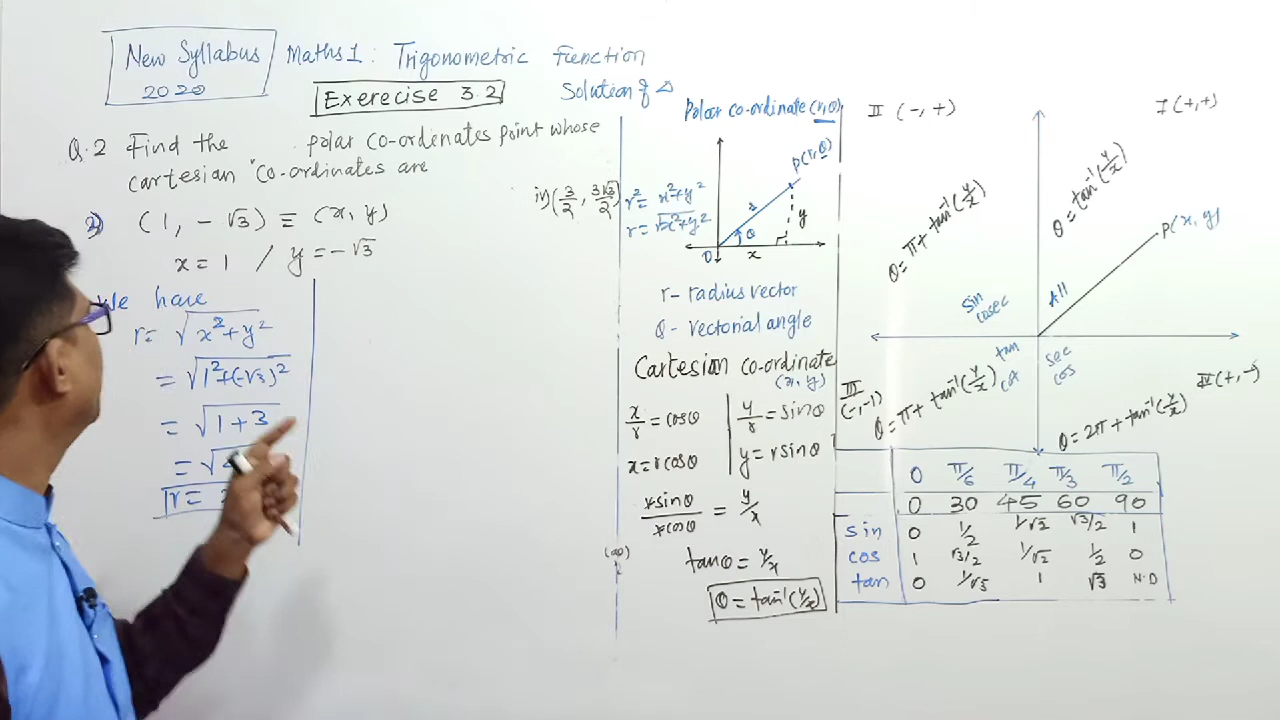 New Syllabus
2020
Maths 1 : Trigonometric Function
Exerecise 3.2
Solution of Δ
Q.2 Find the polar co-ordenates point whose
cartesian co-ordinates are
(1, -√3) ≡ (x, y)
x = 1 / y = -√3
iv) (3/2, 3√3/2)
We have
r = √x²+y²
= √1²+(-√3)²
= √1+3
= √
r =
Polar co-ordinate (r, θ)
r² = x²+y²
r = √x²+y²
P(r, θ)
r
y
θ
O
x
r - radius vector
θ - vectorial angle
Cartesian co-ordinate
(x, y)
x/r = cosθ
y/r = sinθ
x = r cosθ
y = r sinθ
r sinθ / r cosθ = y/x
tanθ = y/x
θ = tan⁻¹(y/x)
II (-, +)
I (+, +)
θ = π + tan⁻¹(y/x)
θ = tan⁻¹(y/x)
P(x, y)
sin
cosec
All
tan
cot
sec
cos
III
(-, -)
θ = π + tan⁻¹(y/x)
IV (+, -)
θ = 2π + tan⁻¹(y/x)
0 π/6 π/4 π/3 π/2
0 30 45 60 90
sin 0 1/2 1/√2 √3/2 1
cos 1 √3/2 1/√2 1/2 0
tan 0 1/√3 1 √3 N.D